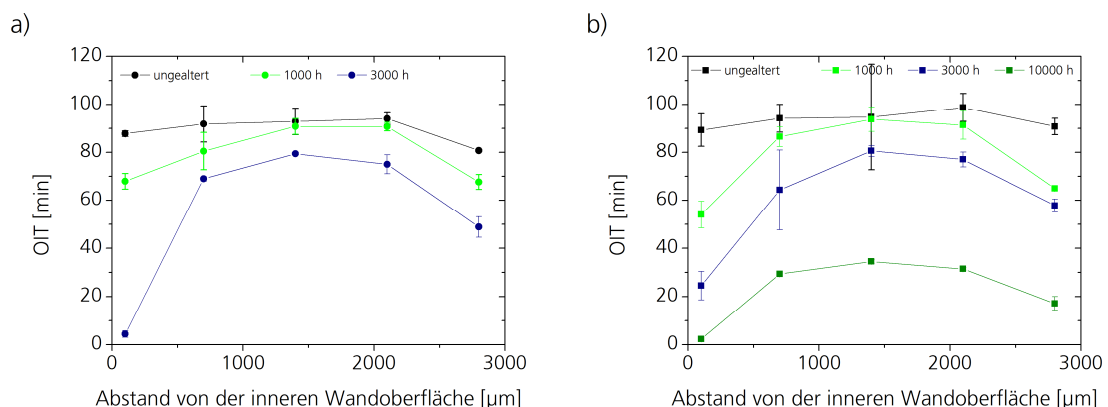 a)
120
100
80
60
40
20
0
OIT [min]
ungealtert 1000 h 3000 h
0 1000 2000 3000
Abstand von der inneren Wandoberfläche [µm]
b)
120
100
80
60
40
20
0
OIT [min]
ungealtert 1000 h 3000 h 10000 h
0 1000 2000 3000
Abstand von der inneren Wandoberfläche [µm]